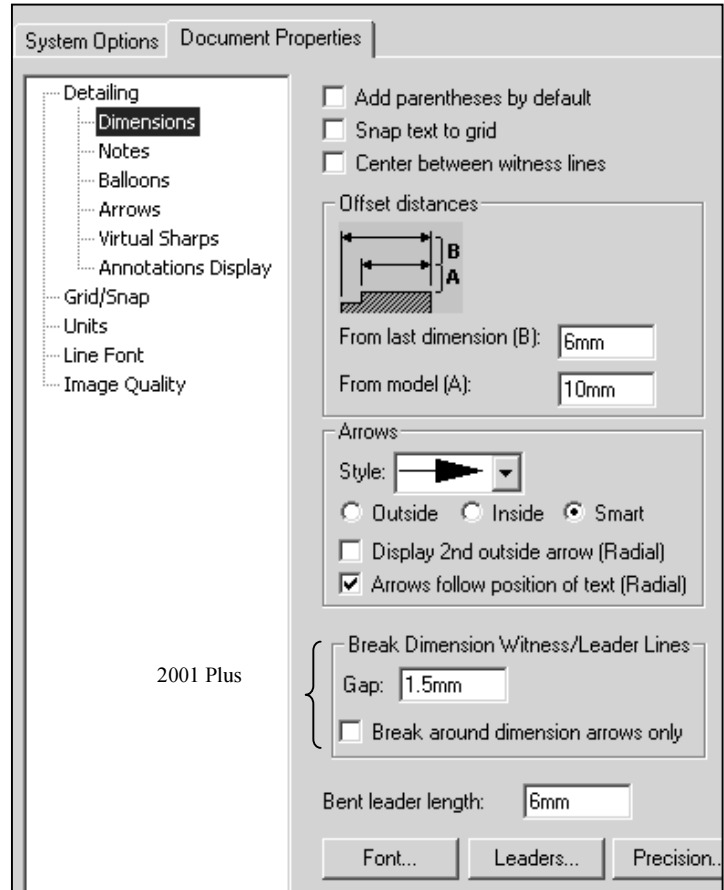 System Options
Document Properties
Detailing
Dimensions
Notes
Balloons
Arrows
Virtual Sharps
Annotations Display
Grid/Snap
Units
Line Font
Image Quality
Add parentheses by default
Snap text to grid
Center between witness lines
Offset distances
B
A
From last dimension (B): 6mm
From model (A): 10mm
Arrows
Style:
Outside Inside Smart
Display 2nd outside arrow (Radial)
Arrows follow position of text (Radial)
2001 Plus
Break Dimension Witness/Leader Lines
Gap: 1.5mm
Break around dimension arrows only
Bent leader length: 6mm
Font... Leaders... Precision..